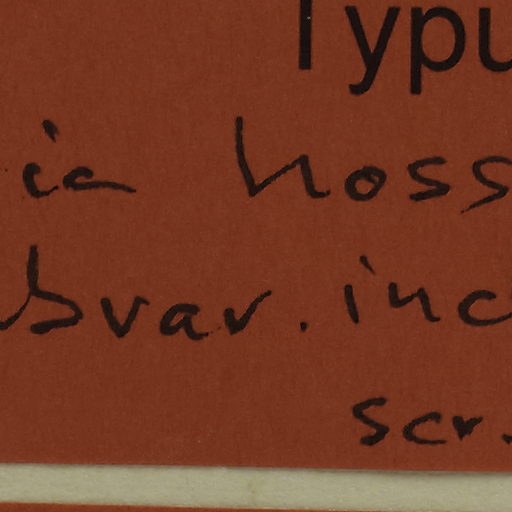 Typu
ia hoss
bvar. inc
scr.